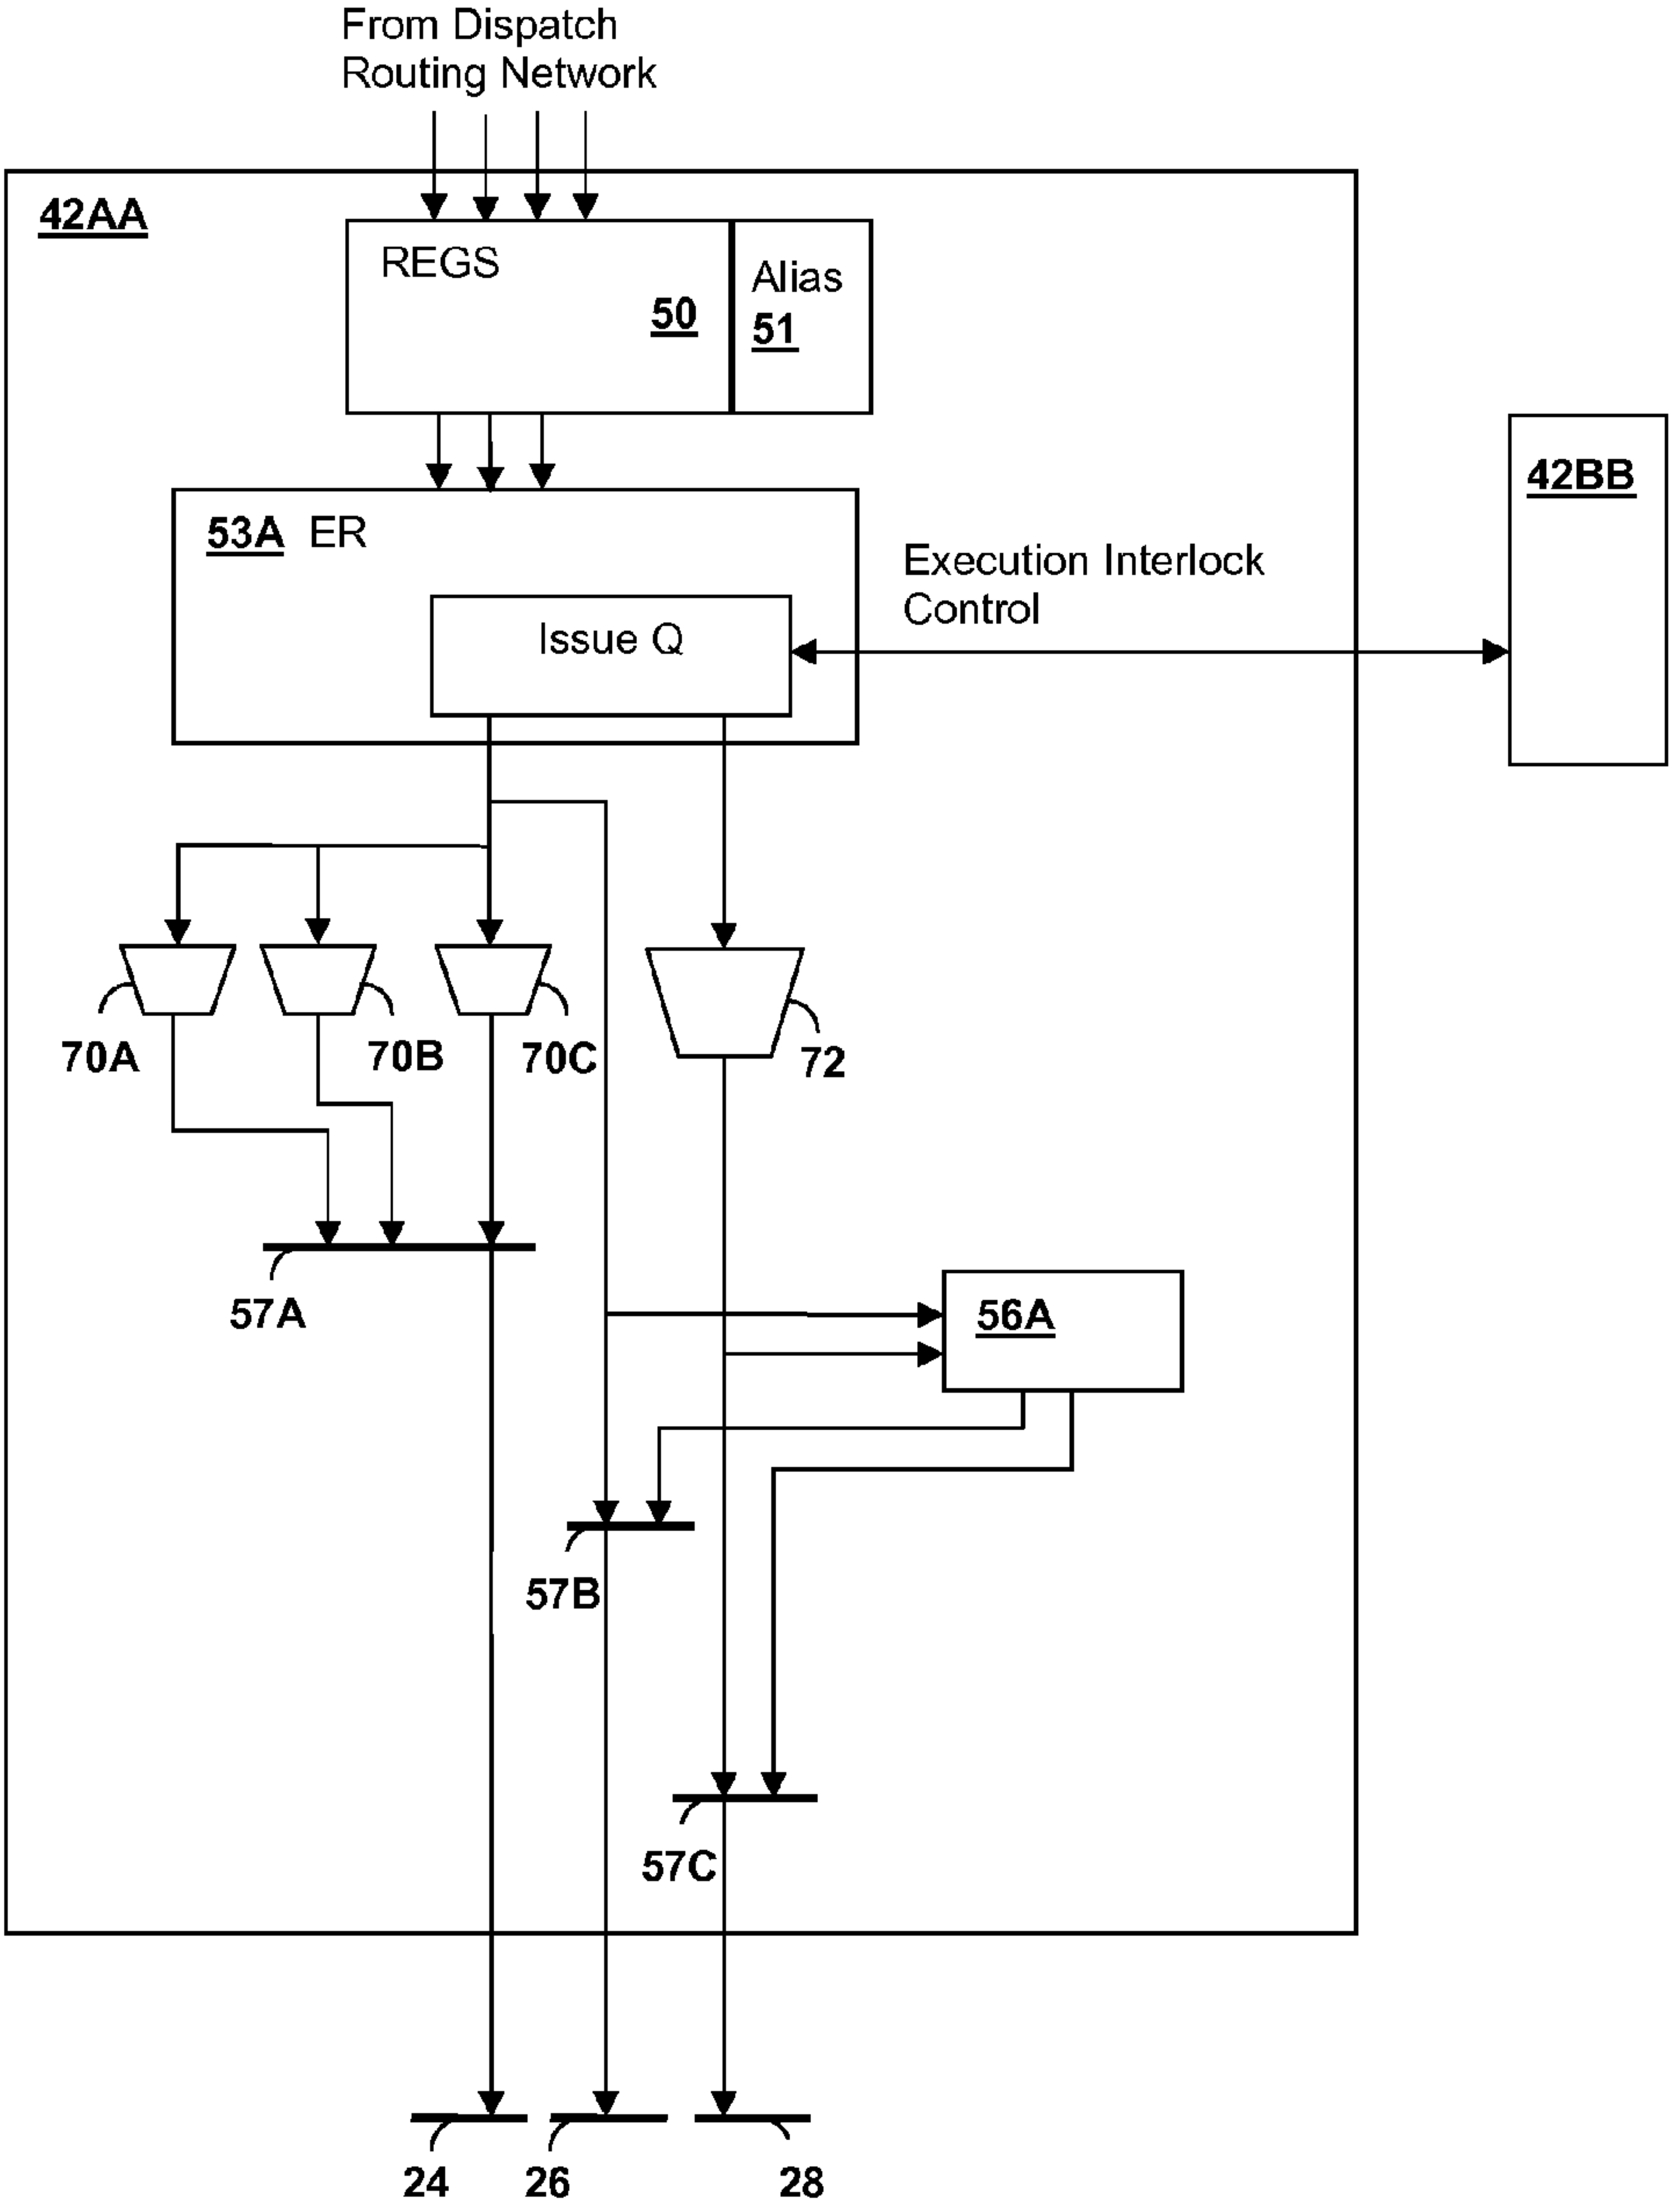 From Dispatch
Routing Network
42AA
REGS
50
Alias
51
42BB
53A ER
Execution Interlock
Control
Issue Q
70A
70B
70C
72
57A
56A
57B
57C
24
26
28